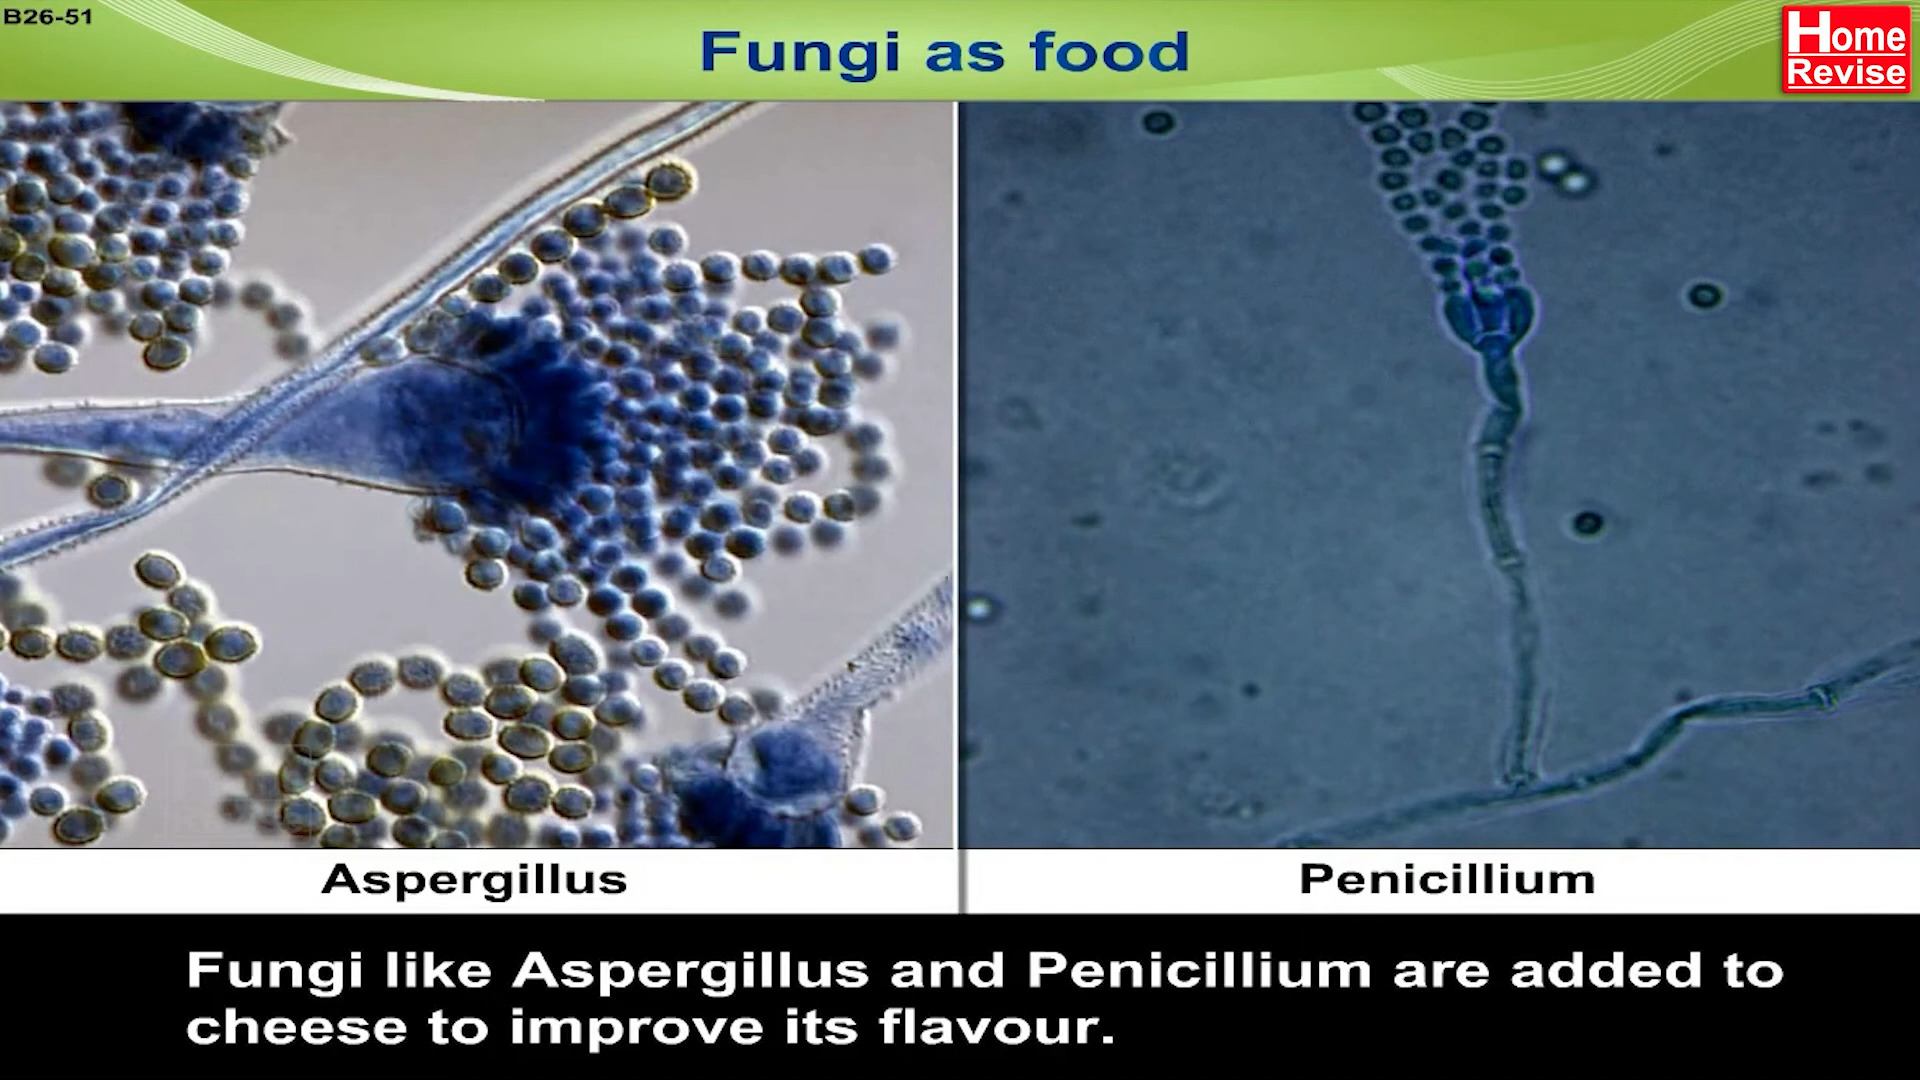 B26-51
Fungi as food
Home
Revise
Aspergillus
Penicillium
Fungi like Aspergillus and Penicillium are added to
cheese to improve its flavour.